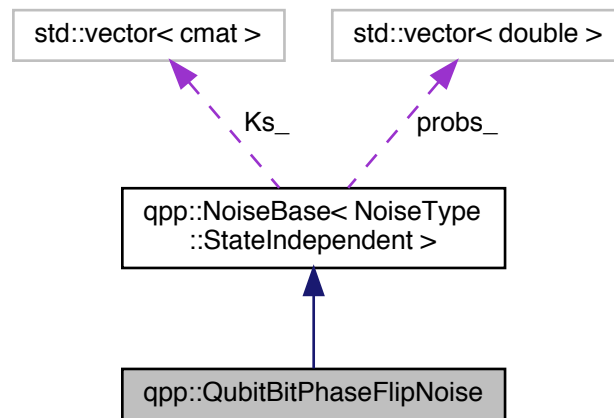 std::vector< cmat >
std::vector< double >
Ks_
probs_
qpp::NoiseBase< NoiseType
::StateIndependent >
qpp::QubitBitPhaseFlipNoise